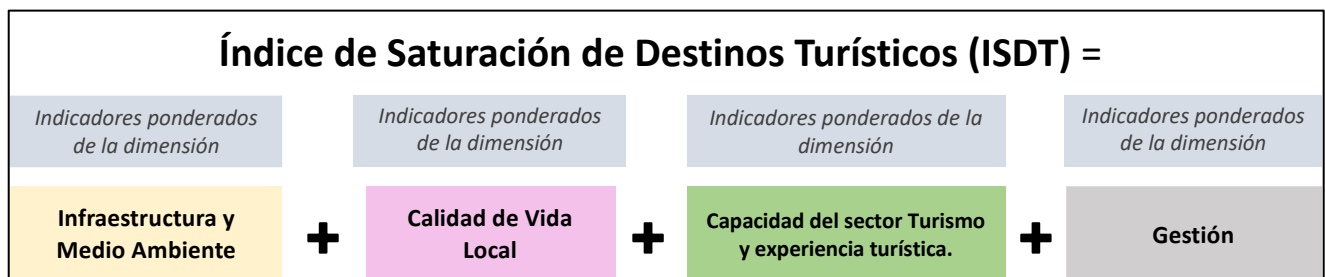 Índice de Saturación de Destinos Turísticos (ISDT) =
Indicadores ponderados
de la dimensión
Indicadores ponderados
de la dimensión
Indicadores ponderados de la
dimensión
Indicadores ponderados
de la dimensión
Infraestructura y
Medio Ambiente
+
Calidad de Vida
Local
+
Capacidad del sector Turismo
y experiencia turística.
+
Gestión